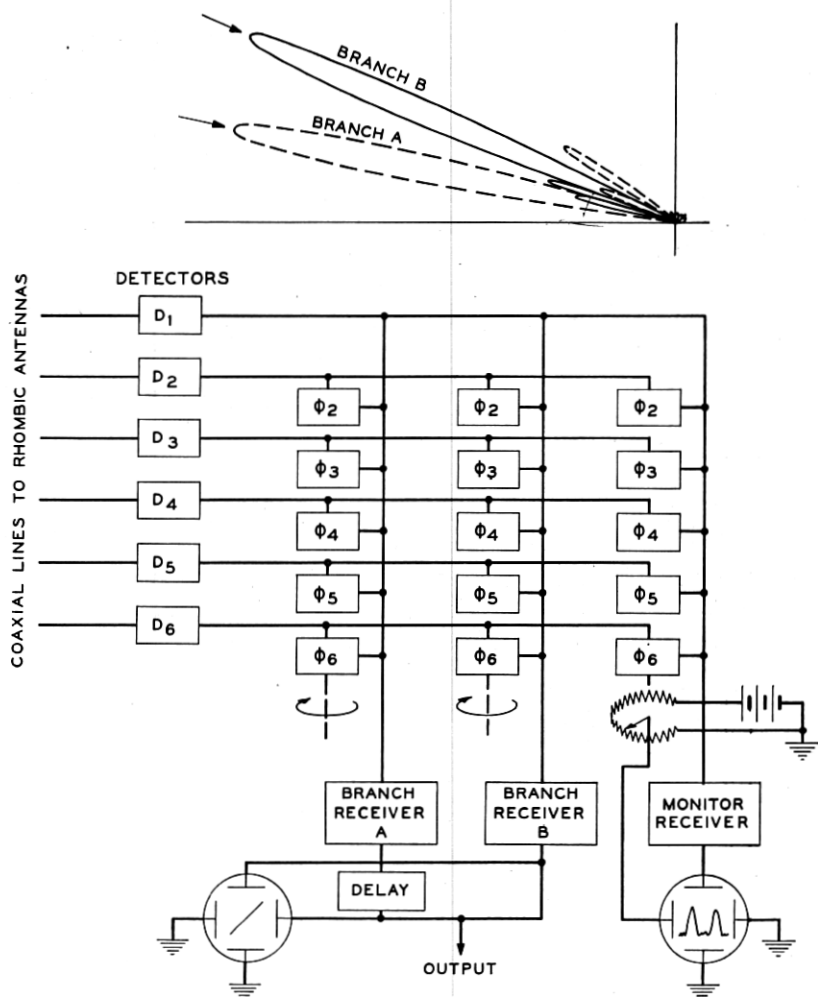 BRANCH B
BRANCH A
DETECTORS
COAXIAL LINES TO RHOMBIC ANTENNAS
D1
D2
Φ2 Φ2 Φ2
D3
Φ3 Φ3 Φ3
D4
Φ4 Φ4 Φ4
D5
Φ5 Φ5 Φ5
D6
Φ6 Φ6 Φ6
BRANCH RECEIVER A
BRANCH RECEIVER B
MONITOR RECEIVER
DELAY
OUTPUT